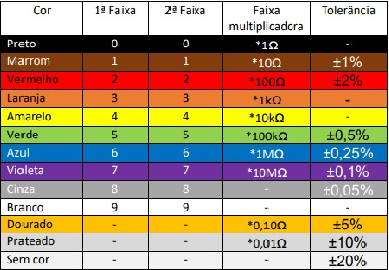 Cor 1ª Faixa 2ª Faixa Faixa multiplicadora Tolerância
Preto 0 0 *1Ω -
Marrom 1 1 *10Ω ±1%
Vermelho 2 2 *100Ω ±2%
Laranja 3 3 *1kΩ -
Amarelo 4 4 *10kΩ -
Verde 5 5 *100kΩ ±0,5%
Azul 6 6 *1MΩ ±0,25%
Violeta 7 7 *10MΩ ±0,1%
Cinza 8 8 - ±0,05%
Branco 9 9 - -
Dourado - - *0,10Ω ±5%
Prateado - - *0,01Ω ±10%
Sem cor - - - ±20%